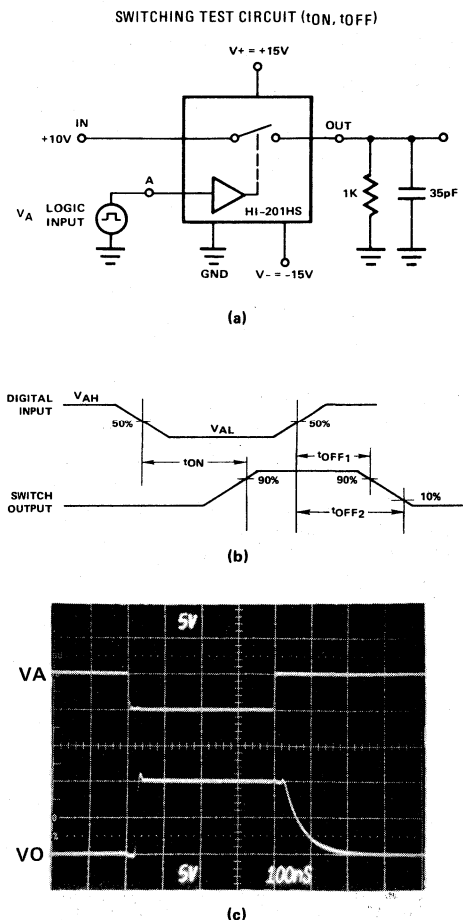 SWITCHING TEST CIRCUIT (tON, tOFF)
V+ = +15V
IN
+10V
OUT
A
VA
LOGIC
INPUT
1K
35pF
HI-201HS
GND
V- = -15V
(a)
DIGITAL
INPUT
VAH
50%
VAL
50%
tON
tOFF1
90%
90%
SWITCH
OUTPUT
10%
tOFF2
(b)
5V
VA
VO
5V
100nS
(c)